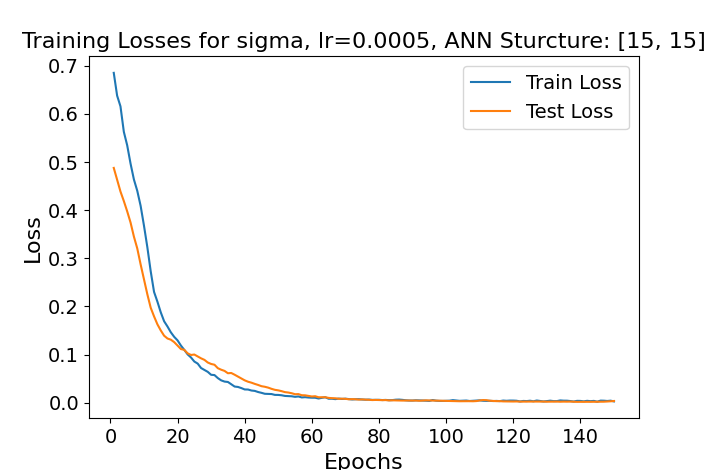 Training Losses for sigma, lr=0.0005, ANN Sturcture: [15, 15]
0.7
0.6
0.5
0.4
0.3
0.2
0.1
0.0
Loss
Train Loss
Test Loss
0 20 40 60 80 100 120 140
Epochs